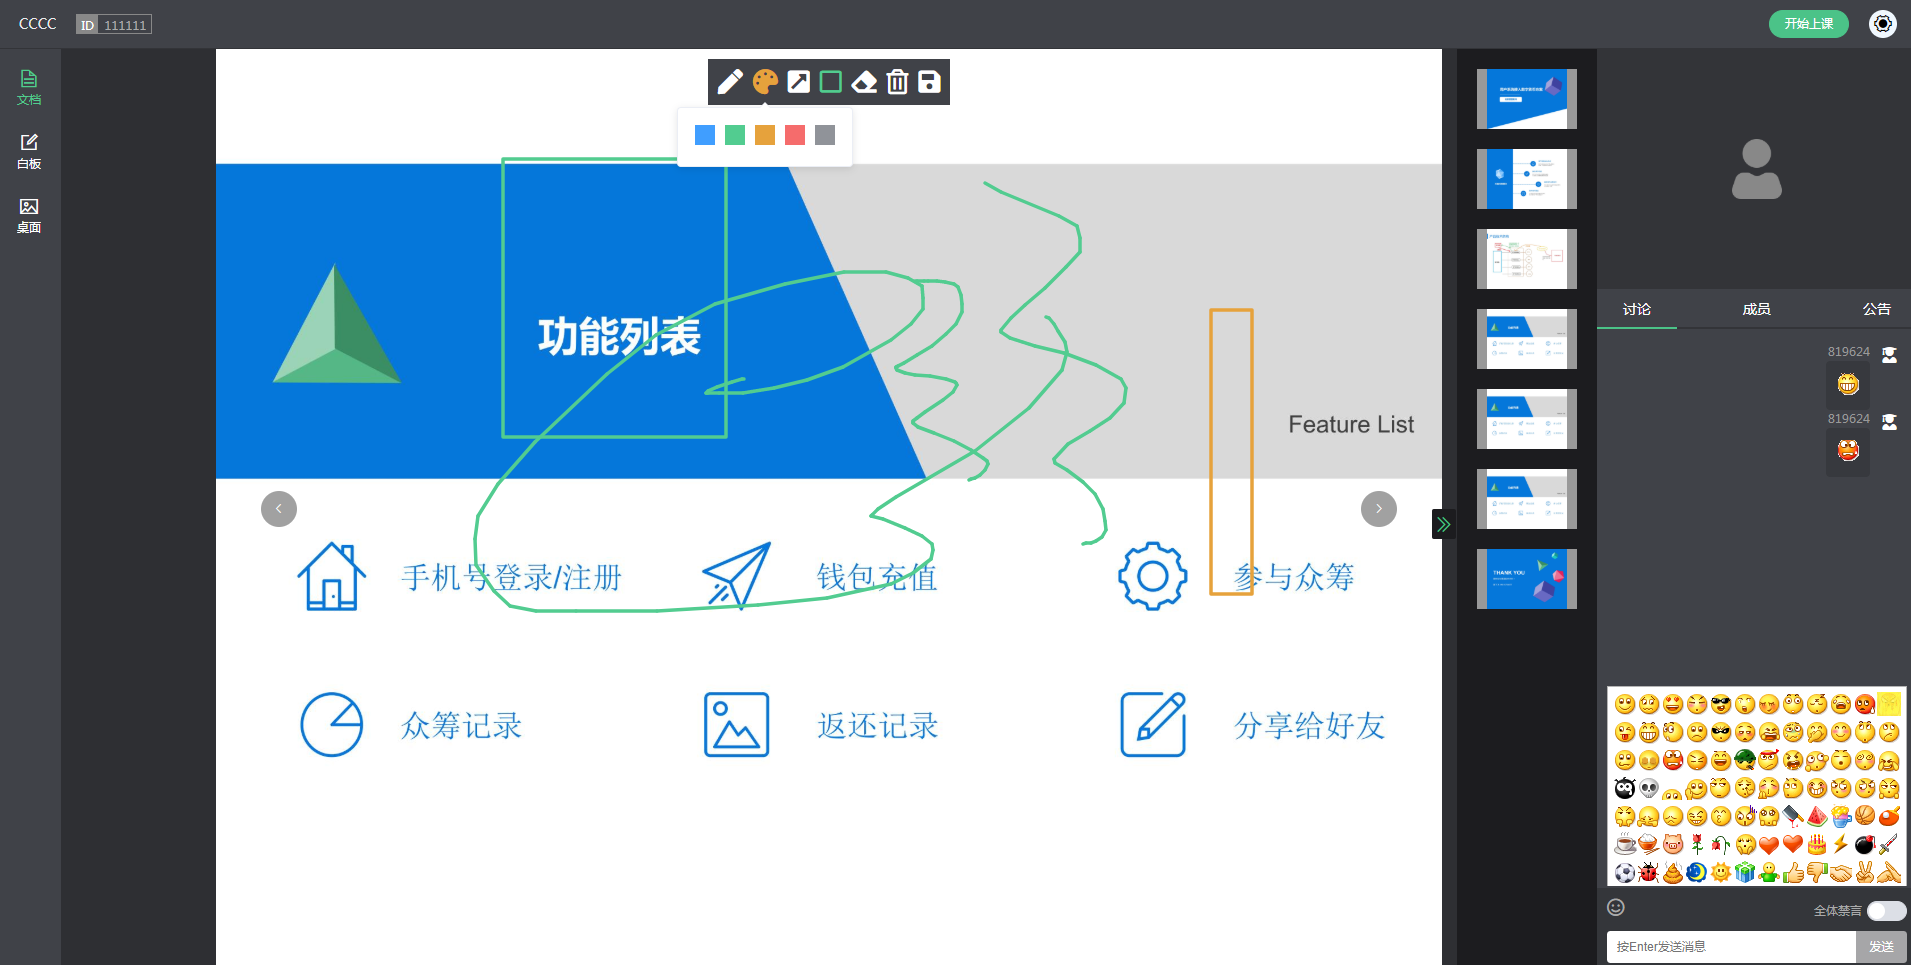 CCCC
ID 111111
开始上课
文档
白板
桌面
功能列表
Feature List
手机号登录/注册
钱包充值
参与众筹
众筹记录
返还记录
分享给好友
THANK YOU
讨论
成员
公告
819624
819624
全体禁言
按Enter发送消息
发送